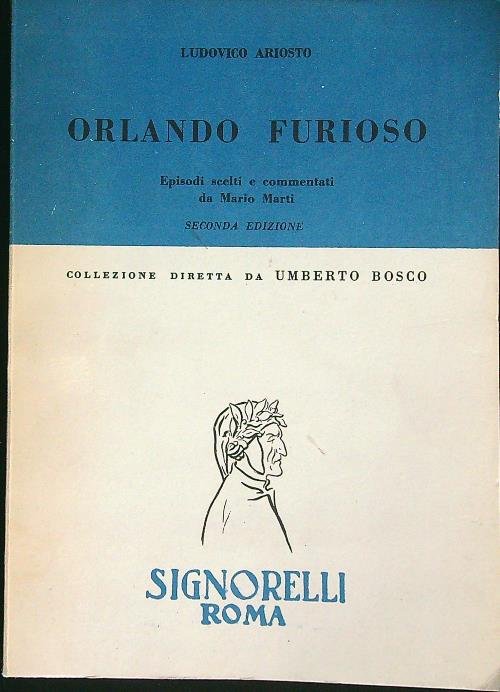 LUDOVICO ARIOSTO
ORLANDO FURIOSO
Episodi scelti e commentati
da Mario Marti
SECONDA EDIZIONE
COLLEZIONE DIRETTA DA UMBERTO BOSCO
SIGNORELLI
ROMA